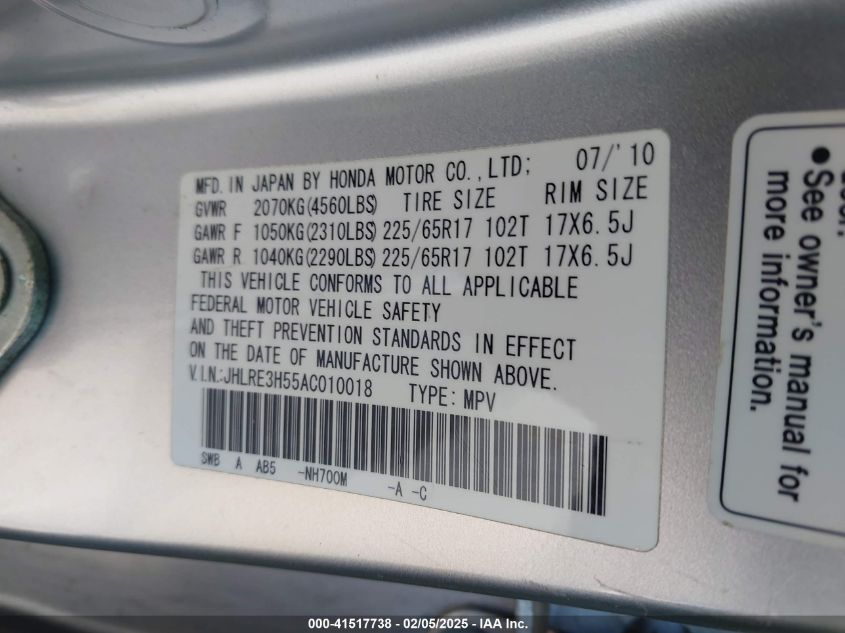 MFD. IN JAPAN BY HONDA MOTOR CO.,LTD; 07/'10
GVWR 2070KG(4560LBS) TIRE SIZE RIM SIZE
GAWR F 1050KG(2310LBS) 225/65R17 102T 17X6.5J
GAWR R 1040KG(2290LBS) 225/65R17 102T 17X6.5J
THIS VEHICLE CONFORMS TO ALL APPLICABLE
FEDERAL MOTOR VEHICLE SAFETY
AND THEFT PREVENTION STANDARDS IN EFFECT
ON THE DATE OF MANUFACTURE SHOWN ABOVE.
V.I.N.:JHLRE3H55AC010018 TYPE: MPV
SWB A AB5 -NH700M -A -C
• See owner's manual for
more information.
000-41517738 - 02/05/2025 - IAA Inc.